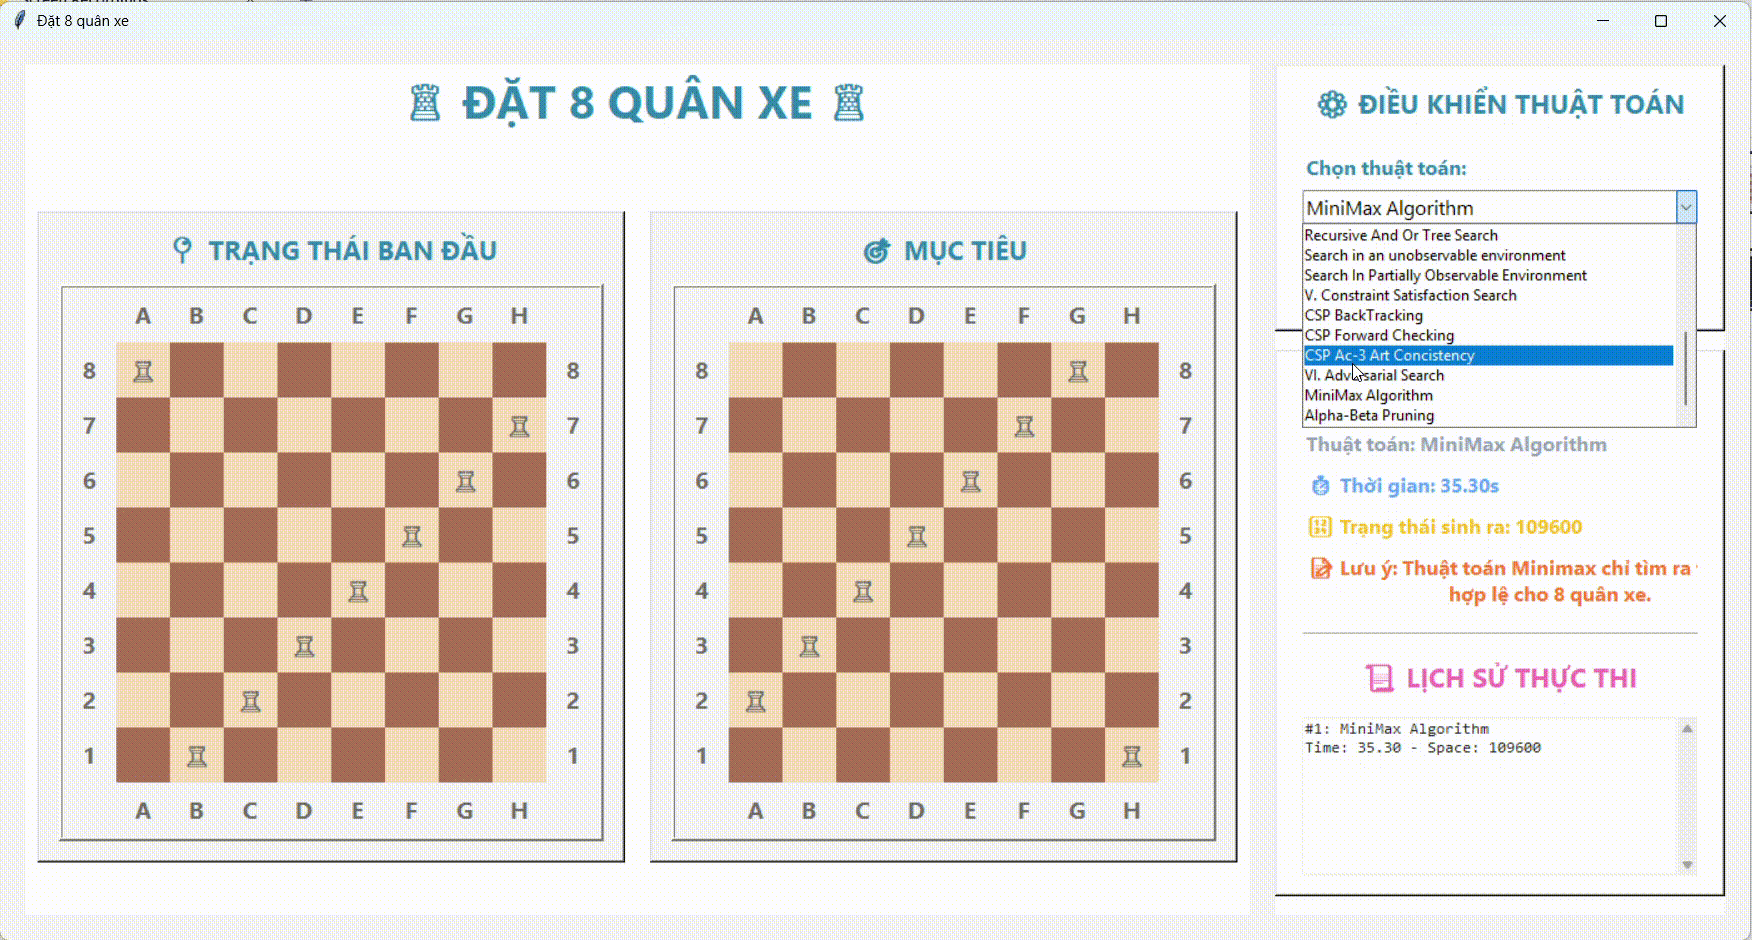 Đặt 8 quân xe
ĐẶT 8 QUÂN XE
TRẠNG THÁI BAN ĐẦU
A B C D E F G H
8 8
7 7
6 6
5 5
4 4
3 3
2 2
1 1
A B C D E F G H
MỤC TIÊU
A B C D E F G H
8 8
7 7
6 6
5 5
4 4
3 3
2 2
1 1
A B C D E F G H
ĐIỀU KHIỂN THUẬT TOÁN
Chọn thuật toán:
MiniMax Algorithm
Recursive And Or Tree Search
Search in an unobservable environment
Search In Partially Observable Environment
V. Constraint Satisfaction Search
CSP BackTracking
CSP Forward Checking
CSP Ac-3 Art Concistency
VI. Adversarial Search
MiniMax Algorithm
Alpha-Beta Pruning
Thuật toán: MiniMax Algorithm
Thời gian: 35.30s
Trạng thái sinh ra: 109600
Lưu ý: Thuật toán Minimax chỉ tìm ra
hợp lệ cho 8 quân xe.
LỊCH SỬ THỰC THI
#1: MiniMax Algorithm
Time: 35.30 - Space: 109600